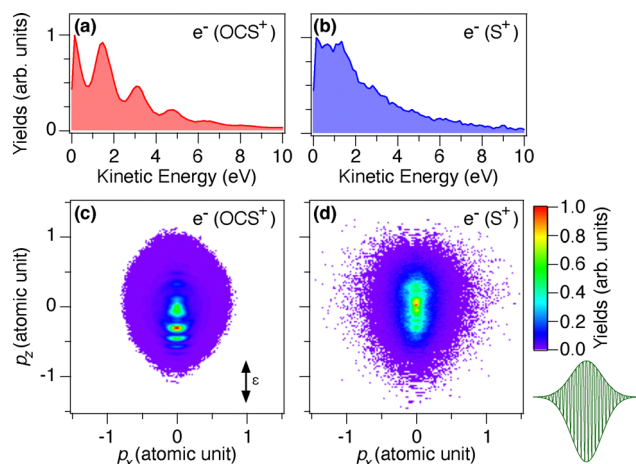 (a) e⁻ (OCS⁺)
(b) e⁻ (S⁺)
Yields (arb. units)
1
0
0 2 4 6 8 10
0 2 4 6 8 10
Kinetic Energy (eV)
Kinetic Energy (eV)
(c) e⁻ (OCS⁺)
(d) e⁻ (S⁺)
p_z (atomic unit)
1
0
-1
ε
-1 0 1
-1 0 1
p_x (atomic unit)
p_x (atomic unit)
1.0
0.8
0.6
0.4
0.2
0.0
Yields (arb. units)